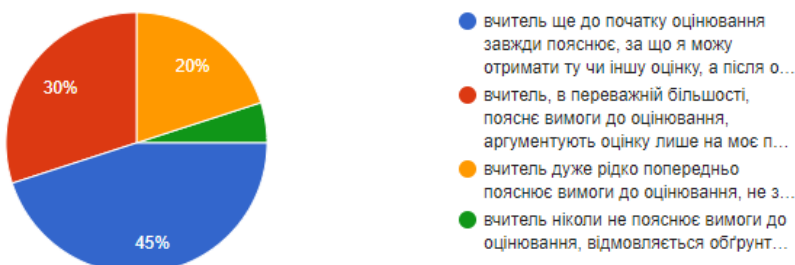 30%
20%
45%
вчитель ще до початку оцінювання
завжди пояснює, за що я можу
отримати ту чи іншу оцінку, а після о...
вчитель, в переважній більшості,
пояснє вимоги до оцінювання,
аргументують оцінку лише на моє п...
вчитель дуже рідко попередньо
пояснює вимоги до оцінювання, не з...
вчитель ніколи не пояснює вимоги до
оцінювання, відмовляється обґрунт...